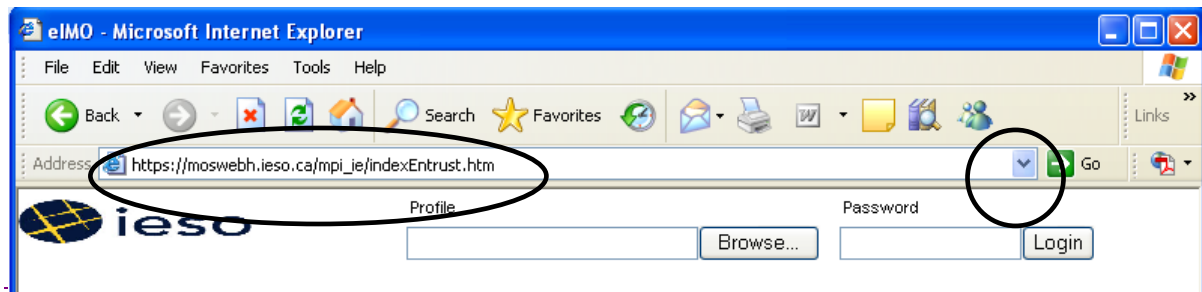 eIMO - Microsoft Internet Explorer
File Edit View Favorites Tools Help
Back Search Favorites W Links
Address https://moswebh.ieso.ca/mpi_ie/indexEntrust.htm Go
ieso Profile Password
Browse... Login